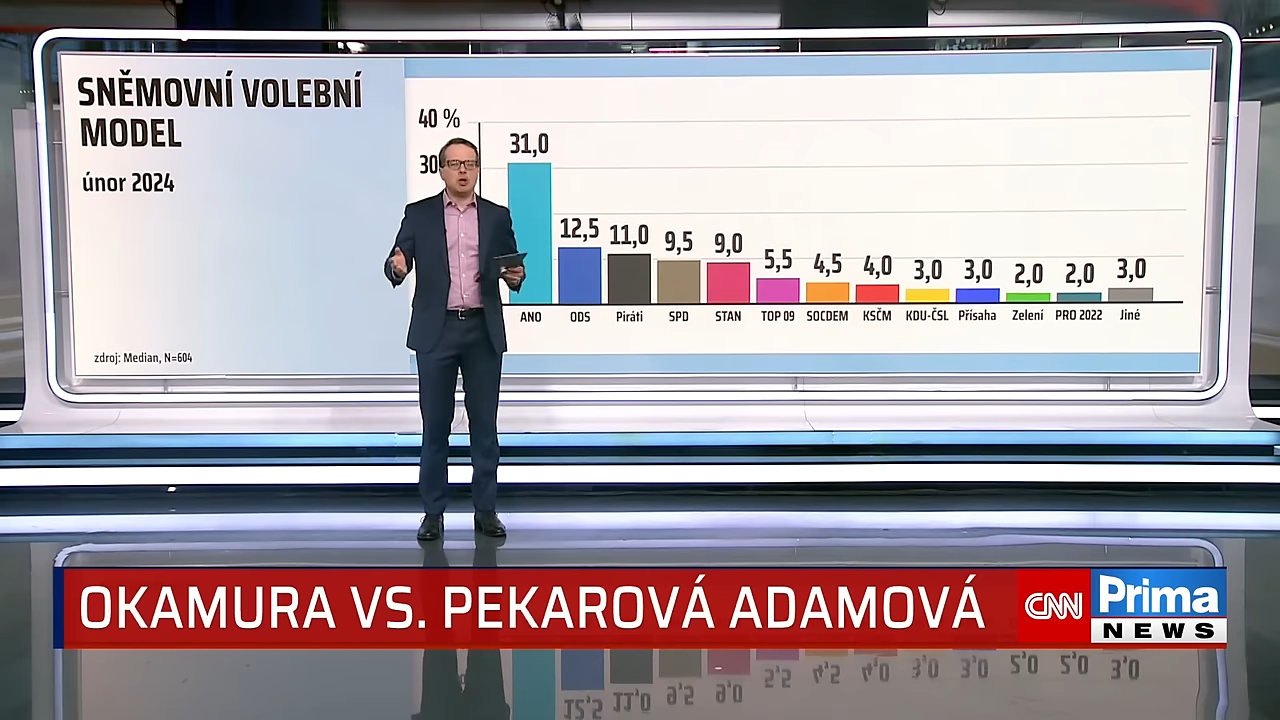 SNĚMOVNÍ VOLEBNÍ
MODEL
únor 2024
40 %
30
31,0
12,5 11,0 9,5 9,0 5,5 4,5 4,0 3,0 3,0 2,0 2,0 3,0
ANO ODS Piráti SPD STAN TOP 09 SOCDEM KSČM KDU-ČSL Přísaha Zelení PRO 2022 Jiné
zdroj: Median, N=604
OKAMURA VS. PEKAROVÁ ADAMOVÁ
CNN Prima
NEWS